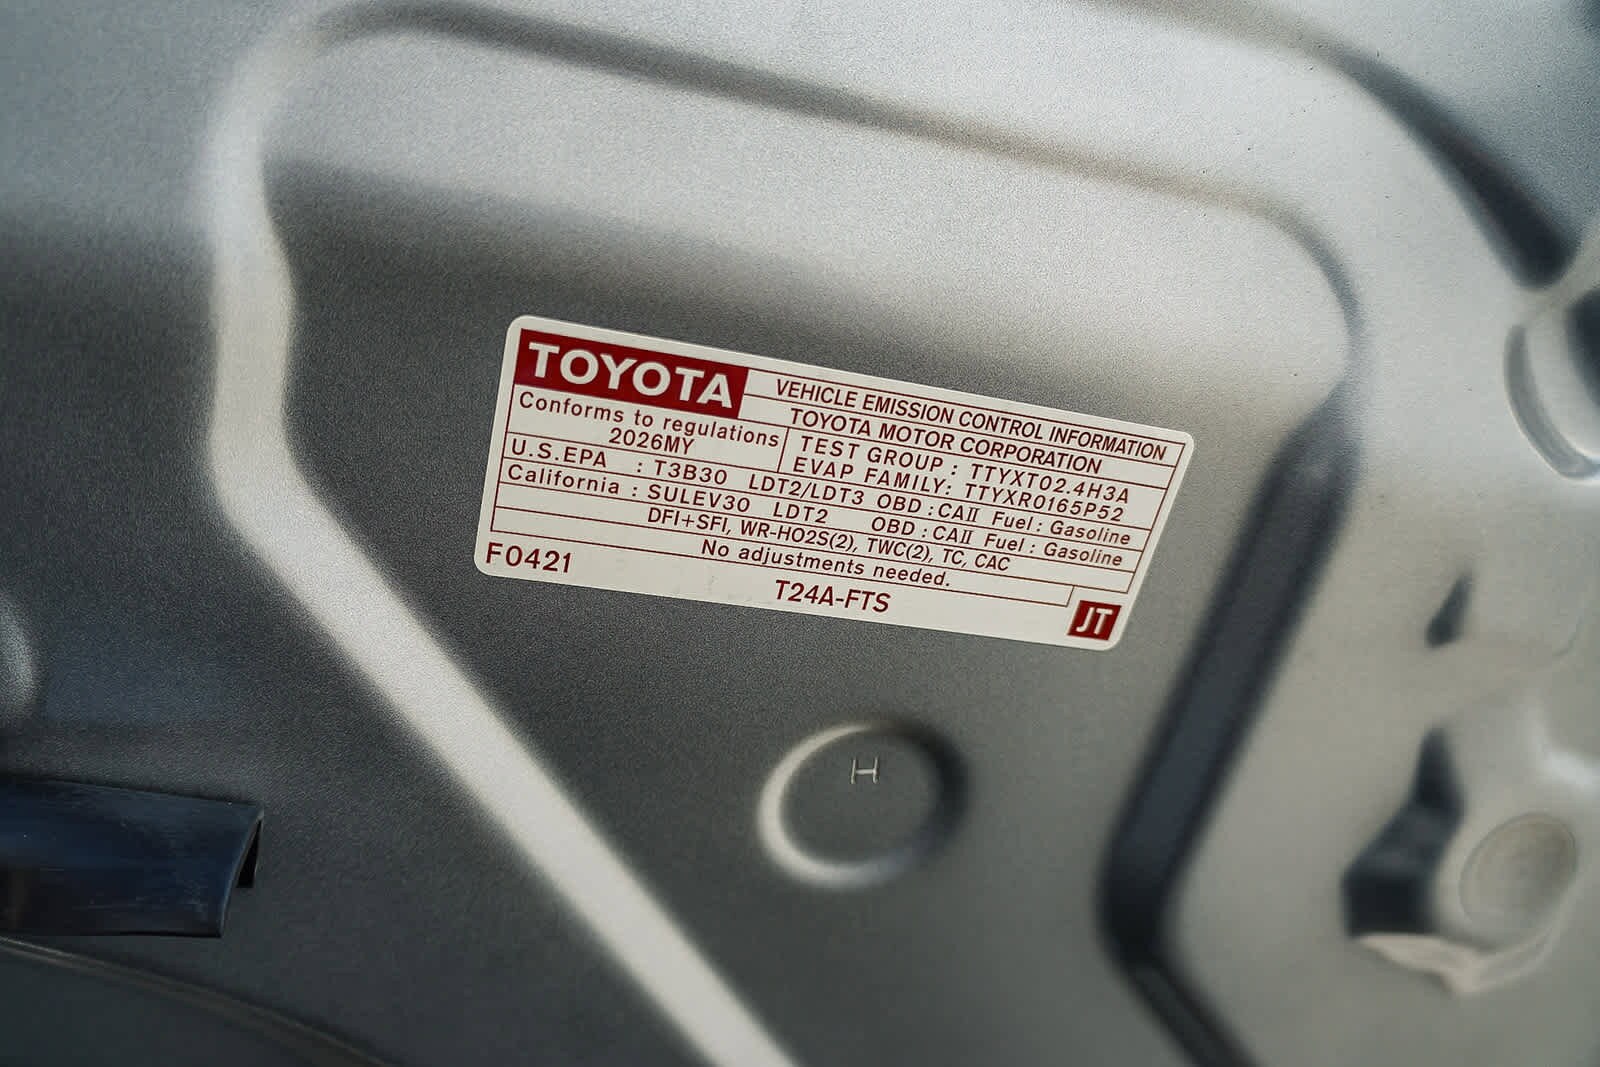 TOYOTA VEHICLE EMISSION CONTROL INFORMATION
TOYOTA MOTOR CORPORATION
Conforms to regulations
2026MY
TEST GROUP : TTYXT02.4H3A
EVAP FAMILY: TTYXR0165P52
U.S.EPA : T3B30 LDT2/LDT3 OBD : CAII Fuel : Gasoline
California : SULEV30 LDT2 OBD : CAII Fuel : Gasoline
DFI+SFI, WR-HO2S(2), TWC(2), TC, CAC
No adjustments needed.
F0421 T24A-FTS JT
H